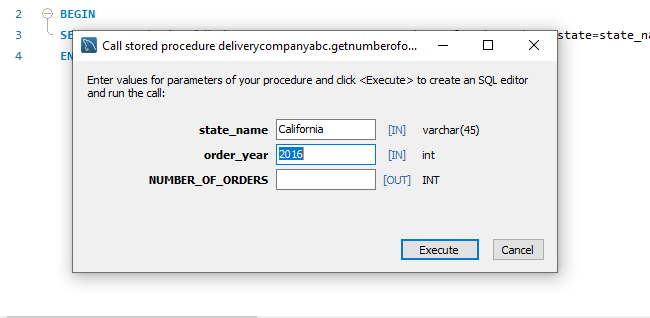 2 BEGIN
Call stored procedure deliverycompanyabc.getnumberofo...
3 SE state=state_na
4 EN
Enter values for parameters of your procedure and click <Execute> to create an SQL editor
and run the call:
state_name California [IN] varchar(45)
order_year 2016 [IN] int
NUMBER_OF_ORDERS [OUT] INT
Execute Cancel